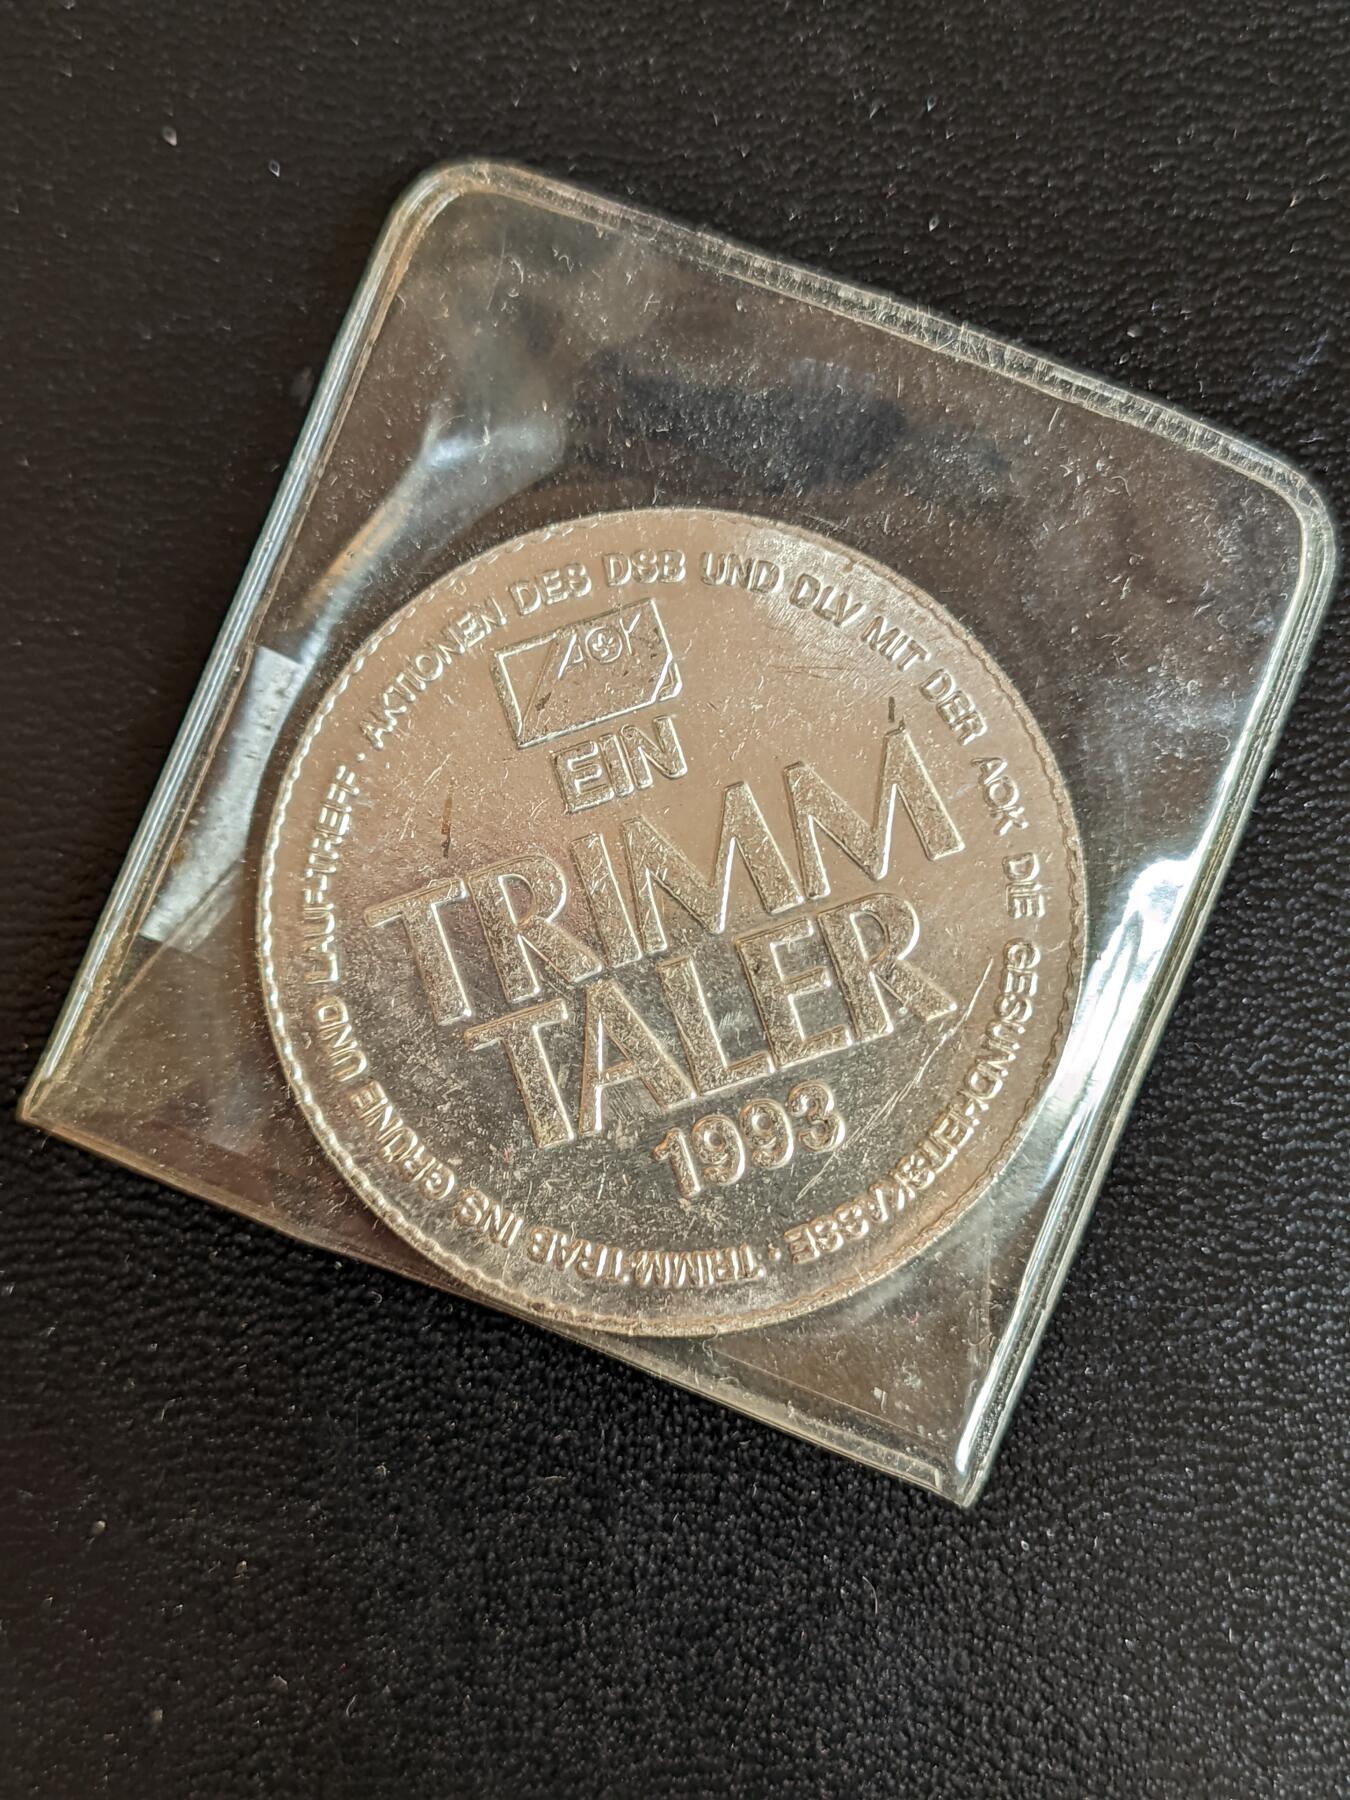 AKTIONEN DES DSB UND DLV MIT DER AOK DIE GESUNDHEITSKASSE · TRIMM-TRAB INS GRÜNE UND LAUF-TREFF ·
AOK
EIN
TRIMM
TALER
1993